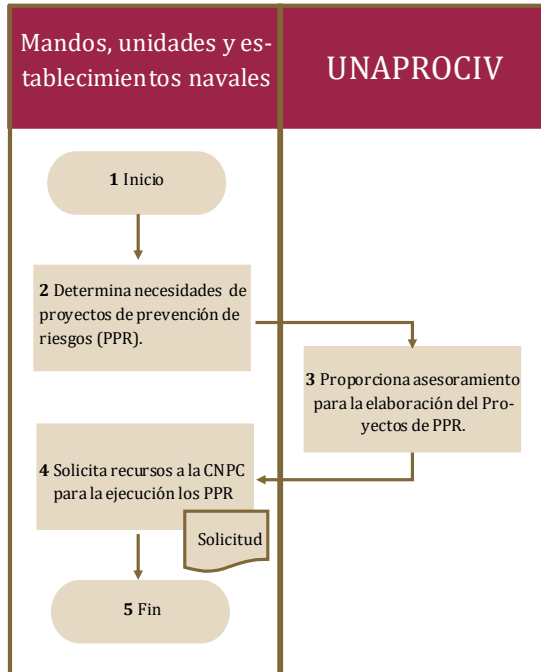 Mandos, unidades y es-
tablecimientos navales
UNAPROCIV
1 Inicio
2 Determina necesidades de
proyectos de prevención de
riesgos (PPR).
3 Proporciona asesoramiento
para la elaboración del Pro-
yectos de PPR.
4 Solicita recursos a la CNPC
para la ejecución los PPR
Solicitud
5 Fin